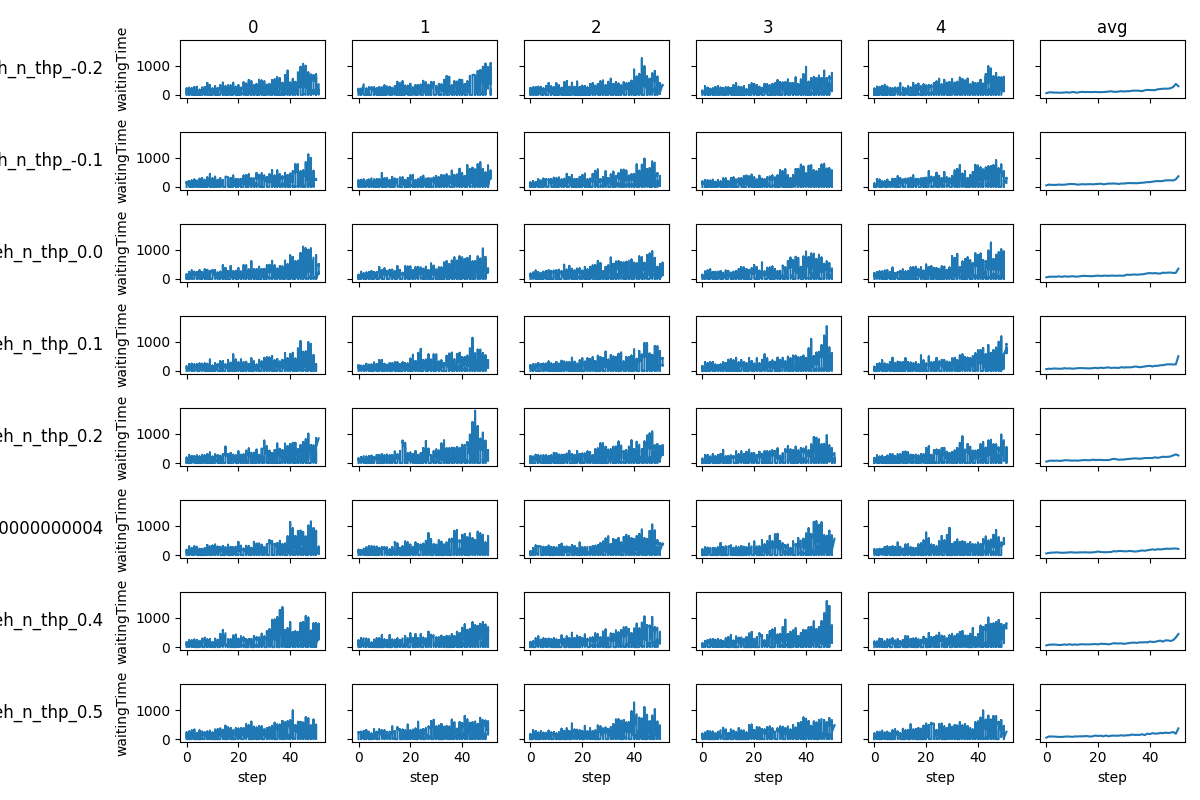 0 1 2 3 4 avg
h_n_thp_-0.2 waitingTime 1000 0
h_n_thp_-0.1 waitingTime 1000 0
eh_n_thp_0.0 waitingTime 1000 0
eh_n_thp_0.1 waitingTime 1000 0
eh_n_thp_0.2 waitingTime 1000 0
0000000004 waitingTime 1000 0
eh_n_thp_0.4 waitingTime 1000 0
eh_n_thp_0.5 waitingTime 1000 0
0 20 40 0 20 40 0 20 40 0 20 40 0 20 40 0 20 40
step step step step step step